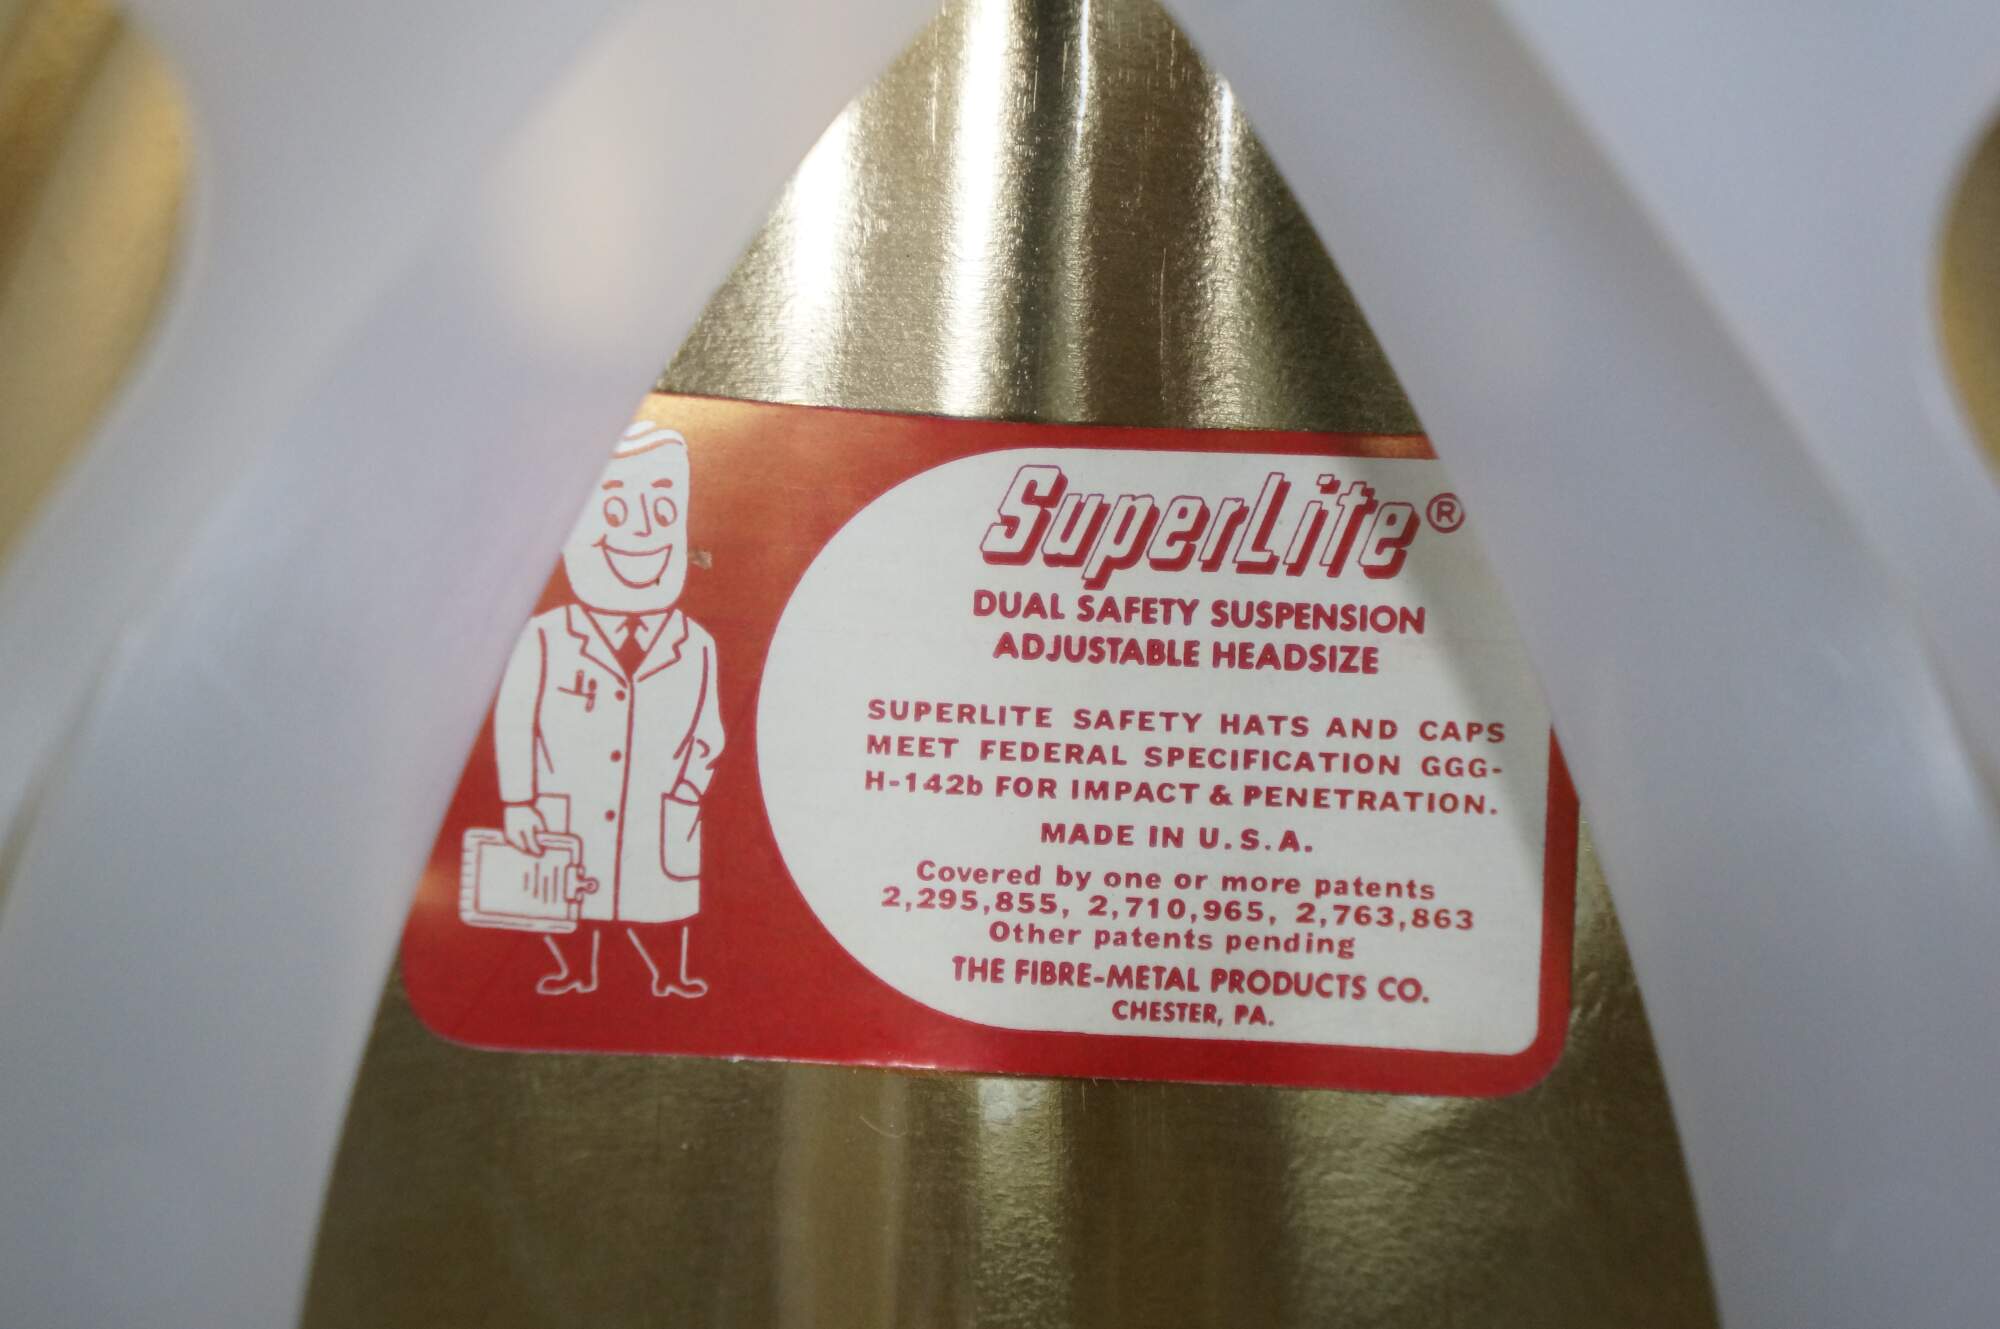 SuperLite®
DUAL SAFETY SUSPENSION
ADJUSTABLE HEADSIZE
SUPERLITE SAFETY HATS AND CAPS
MEET FEDERAL SPECIFICATION GGG-
H-142b FOR IMPACT & PENETRATION.
MADE IN U.S.A.
Covered by one or more patents
2,295,855, 2,710,965, 2,763,863
Other patents pending
THE FIBRE-METAL PRODUCTS CO.
CHESTER, PA.